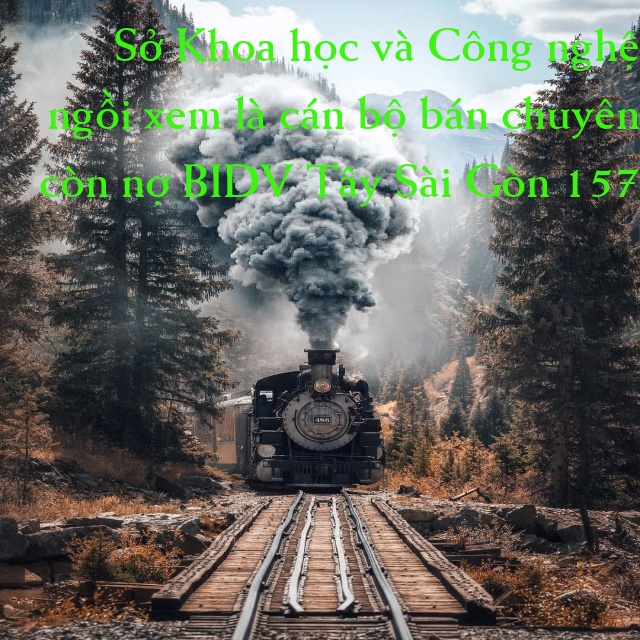 Sở Khoa học và Công nghệ
ngồi xem là cán bộ bán chuyên
còn nợ BIDV Tây Sài Gòn 157
486